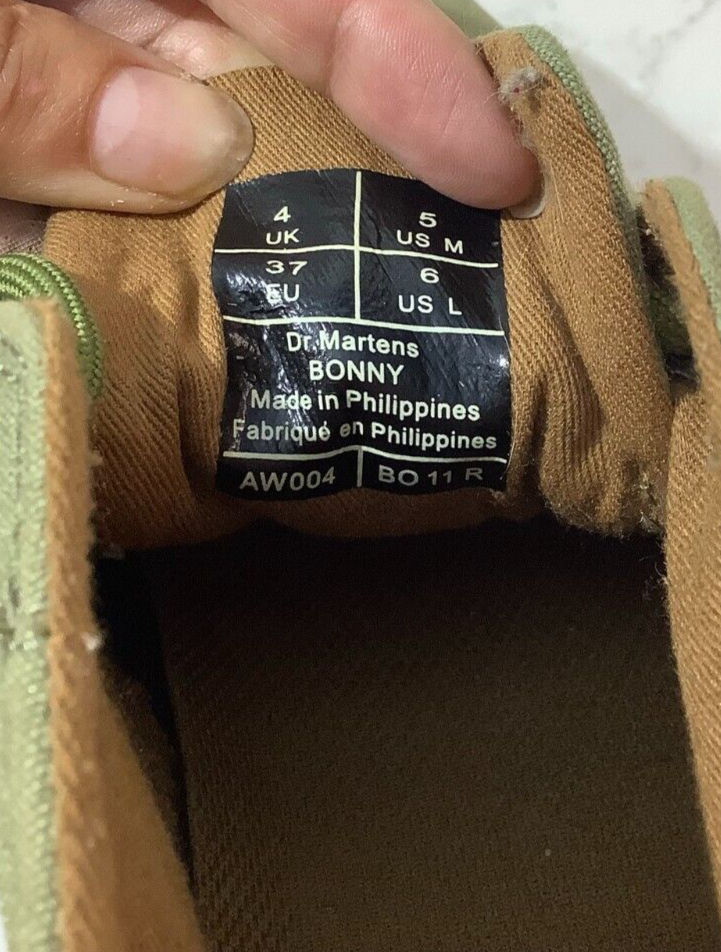 4
UK
5
US M
37
EU
6
US L
Dr.Martens
BONNY
Made in Philippines
Fabriqué en Philippines
AW004
BO 11 R